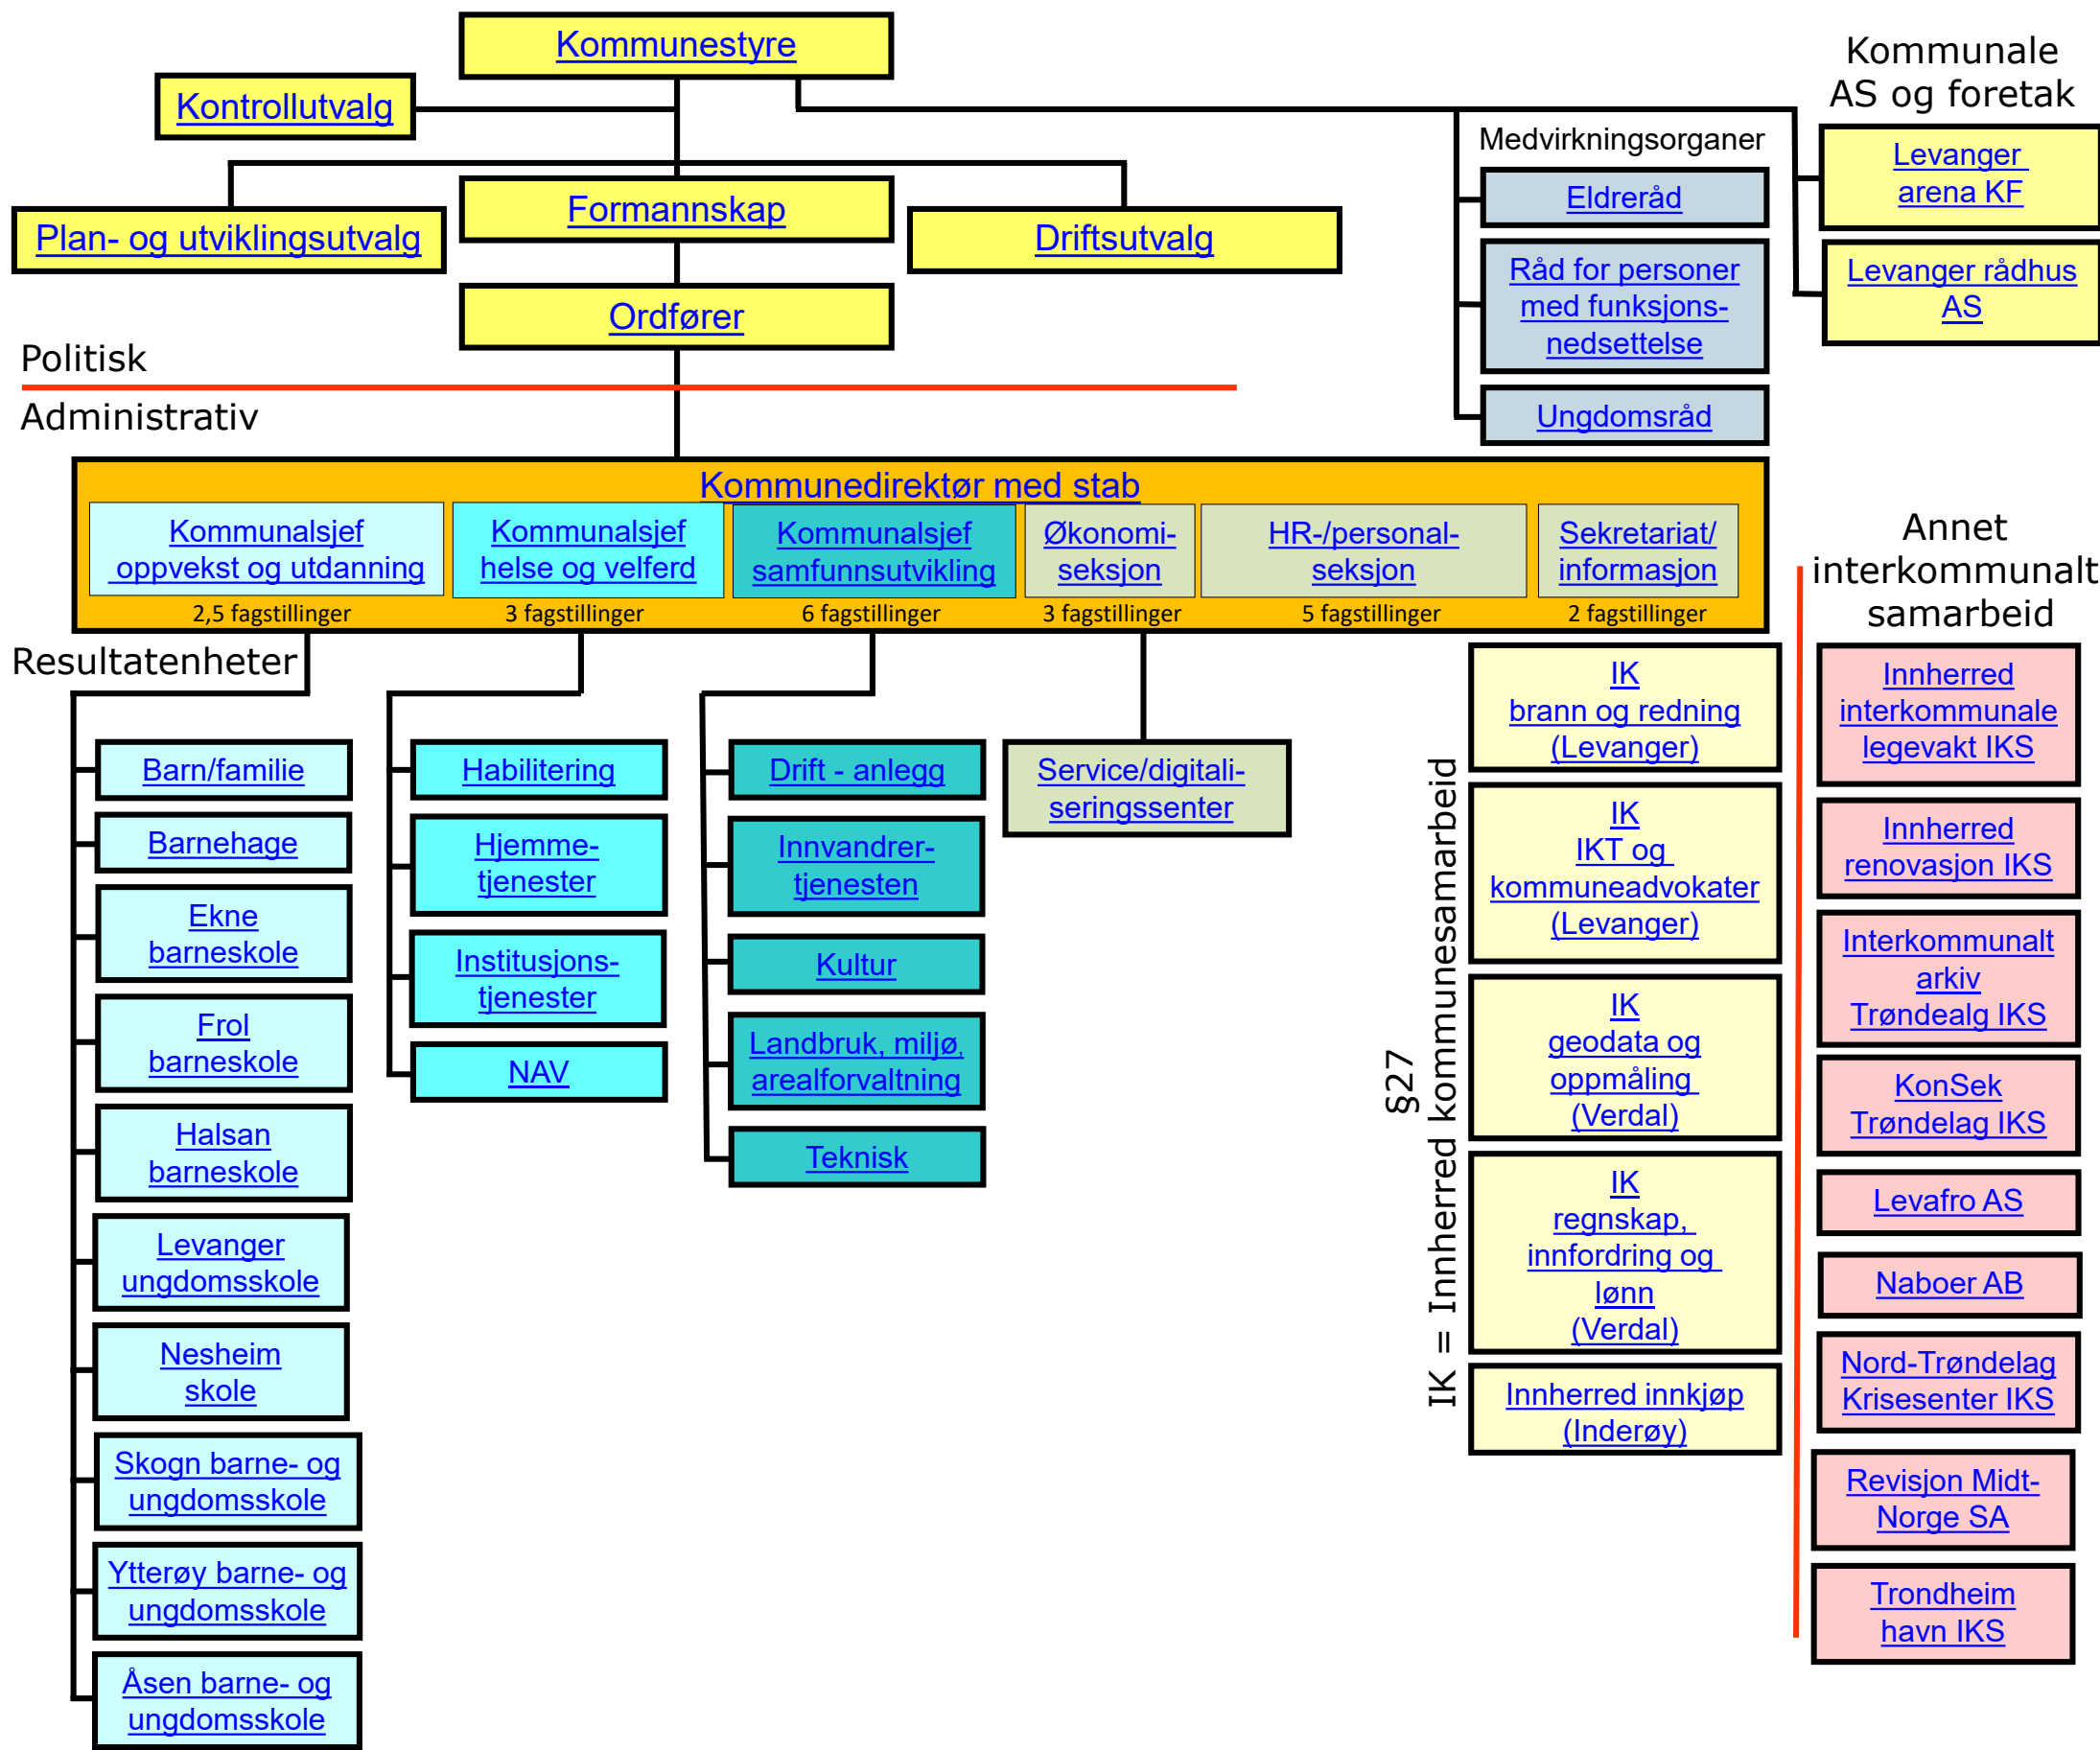 Kommunestyre
Kontrollutvalg
Plan- og utviklingsutvalg
Formannskap
Driftsutvalg
Ordfører
Politisk
Administrativ
Medvirkningsorganer
Eldreråd
Råd for personer
med funksjons-
nedsettelse
Ungdomsråd
Kommunale
AS og foretak
Levanger
arena KF
Levanger rådhus
AS
Kommunedirektør med stab
Kommunalsjef
oppvekst og utdanning
2,5 fagstillinger
Kommunalsjef
helse og velferd
3 fagstillinger
Kommunalsjef
samfunnsutvikling
6 fagstillinger
Økonomi-
seksjon
3 fagstillinger
HR-/personal-
seksjon
5 fagstillinger
Sekretariat/
informasjon
2 fagstillinger
Resultatenheter
Barn/familie
Barnehage
Ekne
barneskole
Frol
barneskole
Halsan
barneskole
Levanger
ungdomsskole
Nesheim
skole
Skogn barne- og
ungdomsskole
Ytterøy barne- og
ungdomsskole
Åsen barne- og
ungdomsskole
Habilitering
Hjemme-
tjenester
Institusjons-
tjenester
NAV
Drift - anlegg
Innvandrer-
tjenesten
Kultur
Landbruk, miljø,
arealforvaltning
Teknisk
Service/digitali-
seringssenter
§27
IK = Innherred kommunesamarbeid
IK
brann og redning
(Levanger)
IK
IKT og
kommuneadvokater
(Levanger)
IK
geodata og
oppmåling
(Verdal)
IK
regnskap,
innfordring og
lønn
(Verdal)
Innherred innkjøp
(Inderøy)
Annet
interkommunalt
samarbeid
Innherred
interkommunale
legevakt IKS
Innherred
renovasjon IKS
Interkommunalt
arkiv
Trøndealg IKS
KonSek
Trøndelag IKS
Levafro AS
Naboer AB
Nord-Trøndelag
Krisesenter IKS
Revisjon Midt-
Norge SA
Trondheim
havn IKS